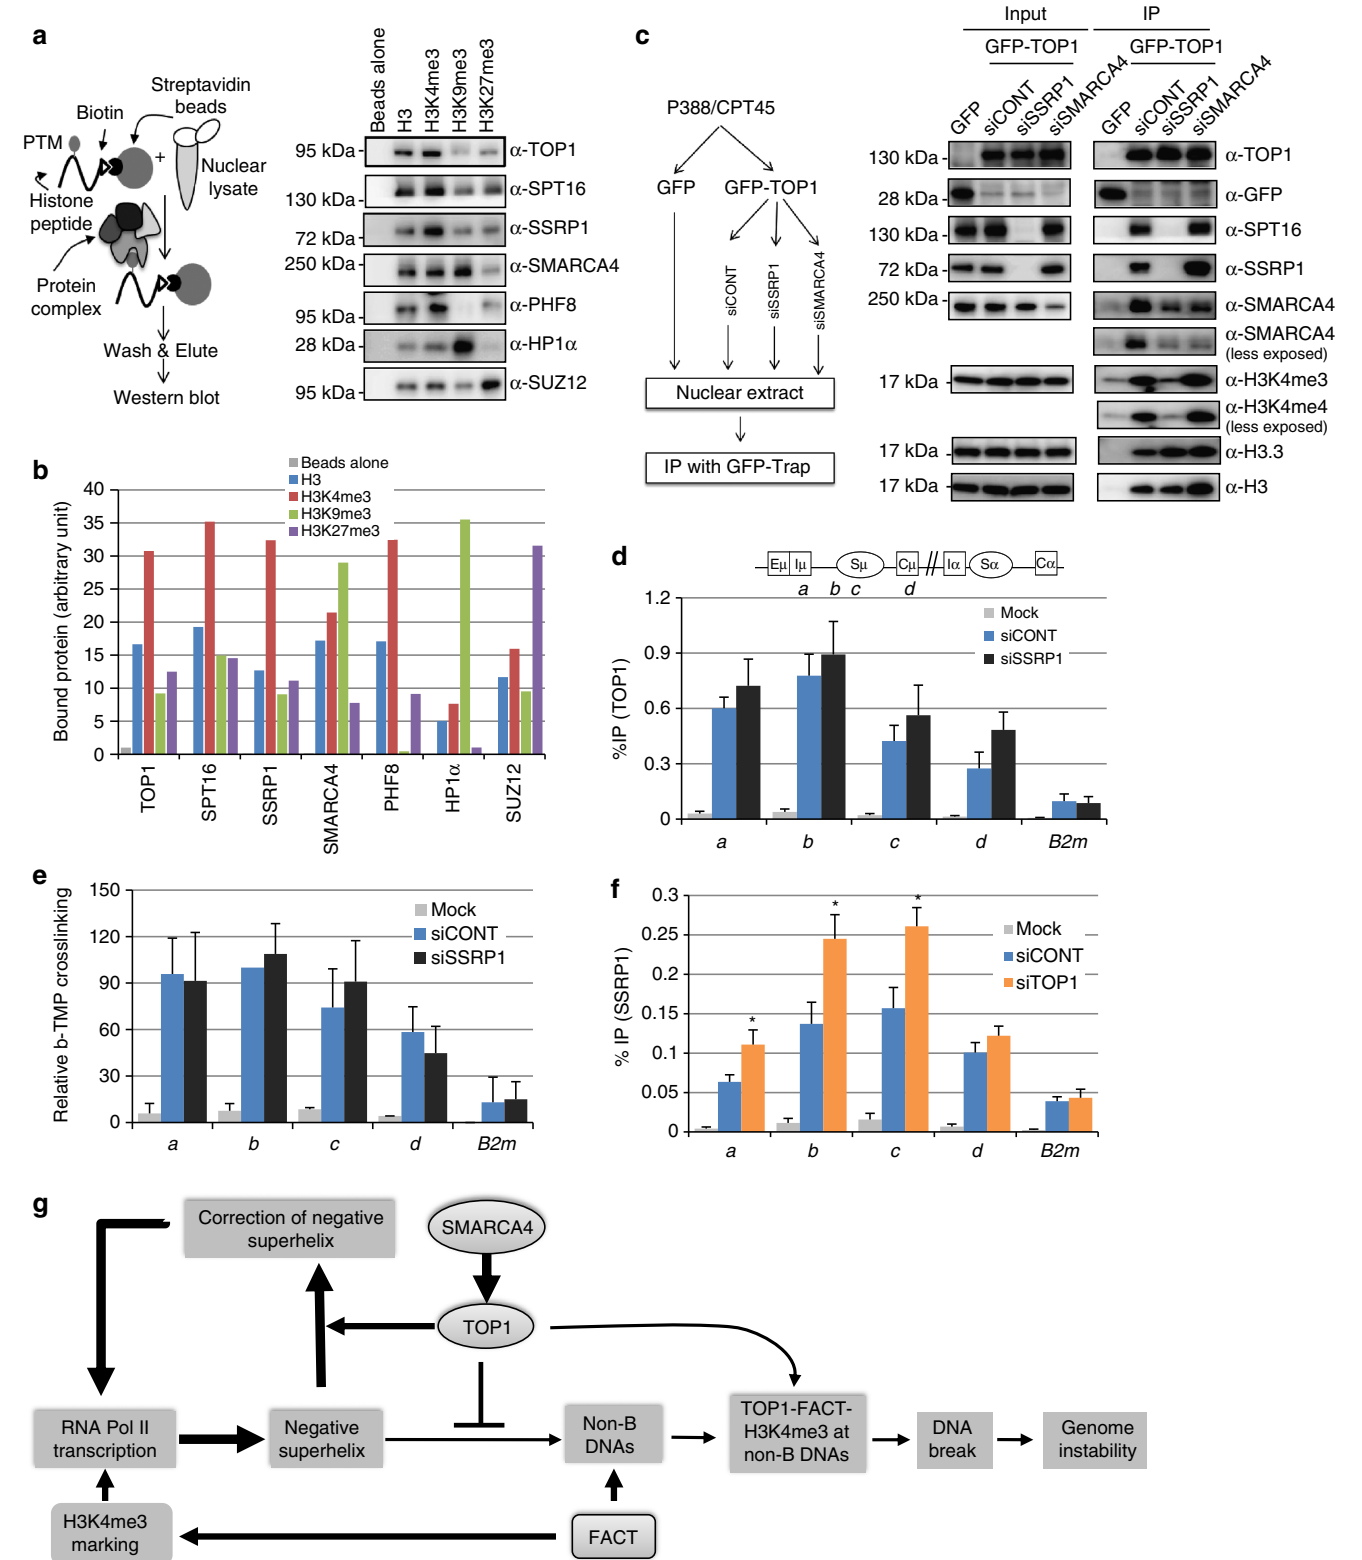 a
Streptavidin
beads
Biotin
PTM
+
Nuclear
lysate
Histone
peptide
Protein
complex
Wash & Elute
Western blot
Beads alone
H3
H3K4me3
H3K9me3
H3K27me3
95 kDa
α-TOP1
130 kDa
α-SPT16
72 kDa
α-SSRP1
250 kDa
α-SMARCA4
95 kDa
α-PHF8
28 kDa
α-HP1α
95 kDa
α-SUZ12
b
Beads alone
H3
H3K4me3
H3K9me3
H3K27me3
Bound protein (arbitrary unit)
40
35
30
25
20
15
10
5
0
TOP1
SPT16
SSRP1
SMARCA4
PHF8
HP1α
SUZ12
c
P388/CPT45
GFP
GFP-TOP1
siCONT
siSSRP1
siSMARCA4
Nuclear extract
IP with GFP-Trap
Input
IP
GFP-TOP1
GFP-TOP1
GFP
siCONT
siSSRP1
siSMARCA4
GFP
siCONT
siSSRP1
siSMARCA4
130 kDa
α-TOP1
28 kDa
α-GFP
130 kDa
α-SPT16
72 kDa
α-SSRP1
250 kDa
α-SMARCA4
α-SMARCA4
(less exposed)
17 kDa
α-H3K4me3
α-H3K4me4
(less exposed)
17 kDa
α-H3.3
17 kDa
α-H3
d
Eμ
Iμ
Sμ
Cμ
Iα
Sα
Cα
a b c d
%IP (TOP1)
1.2
0.9
0.6
0.3
0
Mock
siCONT
siSSRP1
a b c d B2m
e
Relative b-TMP crosslinking
150
120
90
60
30
0
Mock
siCONT
siSSRP1
a b c d B2m
f
% IP (SSRP1)
0.3
0.25
0.2
0.15
0.1
0.05
0
Mock
siCONT
siTOP1
*
*
*
a b c d B2m
g
Correction of negative
superhelix
SMARCA4
TOP1
RNA Pol II
transcription
Negative
superhelix
Non-B
DNAs
TOP1-FACT-
H3K4me3 at
non-B DNAs
DNA
break
Genome
instability
H3K4me3
marking
FACT